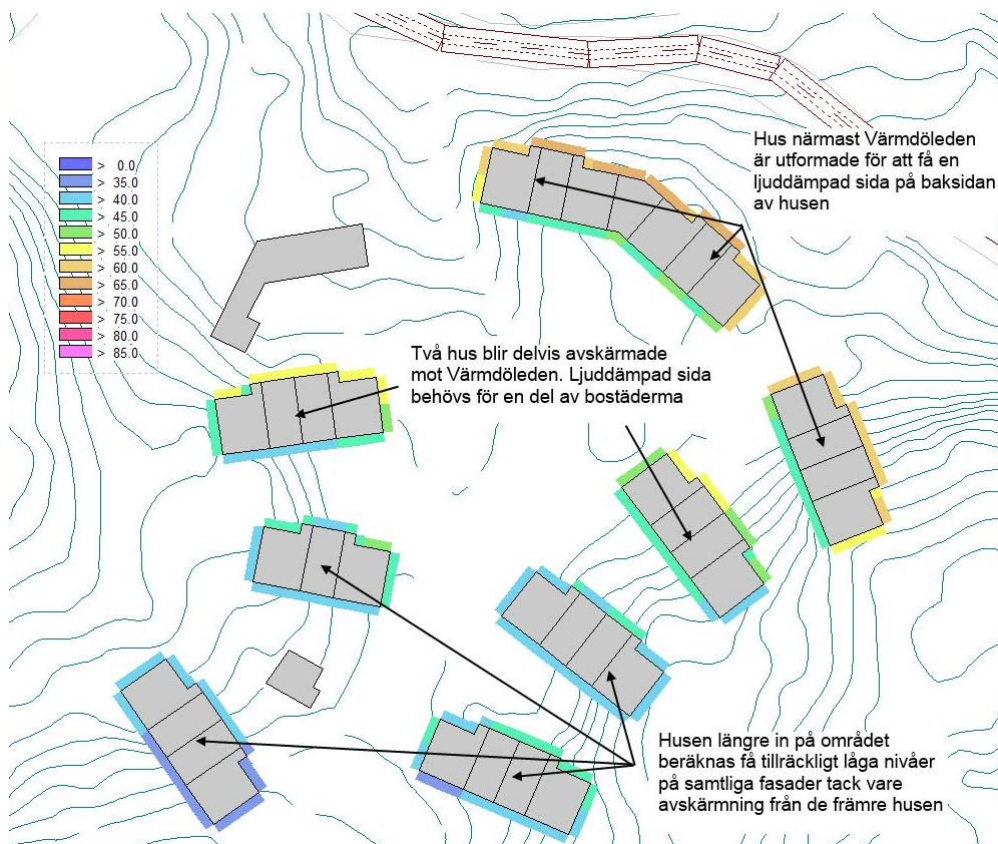 Hus närmast Värmdöleden
är utformade för att få en
ljuddämpad sida på baksidan
av husen
> 0.0
> 35.0
> 40.0
> 45.0
> 50.0
> 55.0
> 60.0
> 65.0
> 70.0
> 75.0
> 80.0
> 85.0
Två hus blir delvis avskärmade
mot Värmdöleden. Ljuddämpad sida
behövs för en del av bostäderma
Husen längre in på området
beräknas få tillräckligt låga nivåer
på samtliga fasader tack vare
avskärmning från de främre husen